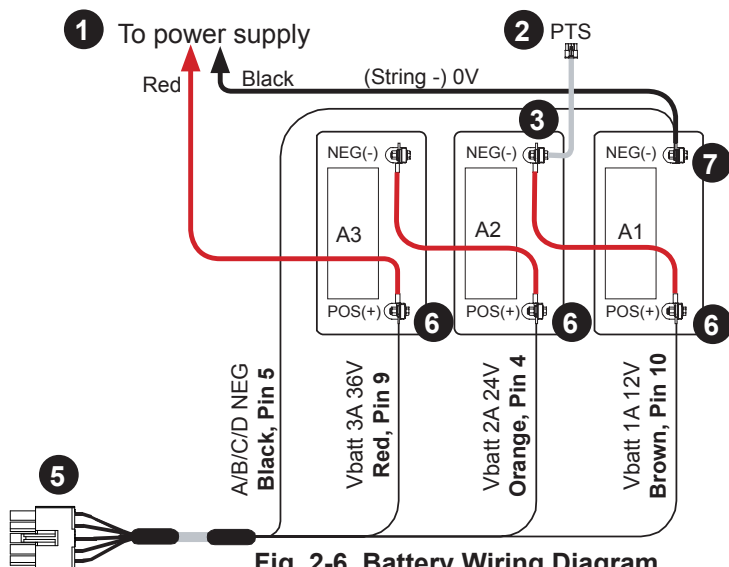 1 To power supply
2 PTS
Red
Black
(String -) 0V
3
NEG(-)
NEG(-)
NEG(-)
7
A3
A2
A1
POS(+)
6
POS(+)
6
POS(+)
6
A/B/C/D NEG
Black, Pin 5
Vbatt 3A 36V
Red, Pin 9
Vbatt 2A 24V
Orange, Pin 4
Vbatt 1A 12V
Brown, Pin 10
5
Fig. 2-6, Battery Wiring Diagram